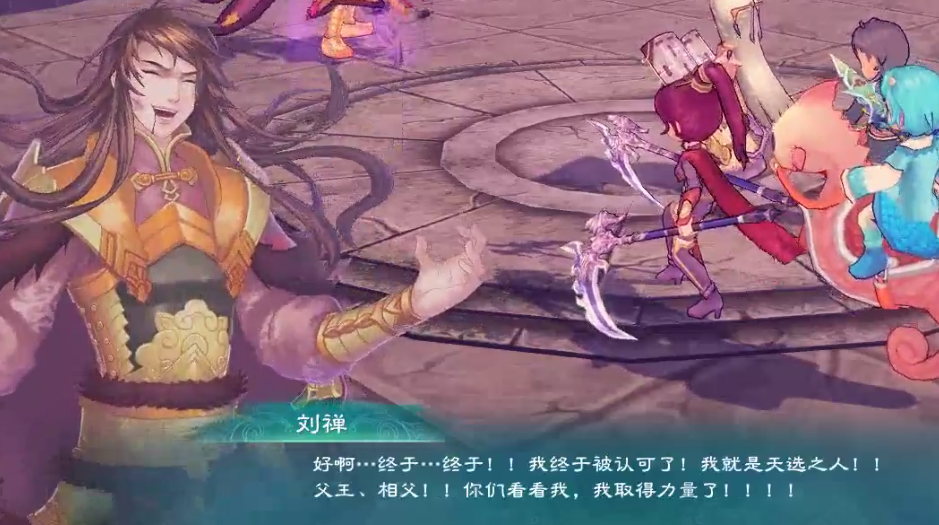 刘禅
好啊…终于…终于！！我终于被认可了！我就是天选之人！！
父王、相父！！你们看看我，我取得力量了！！！！